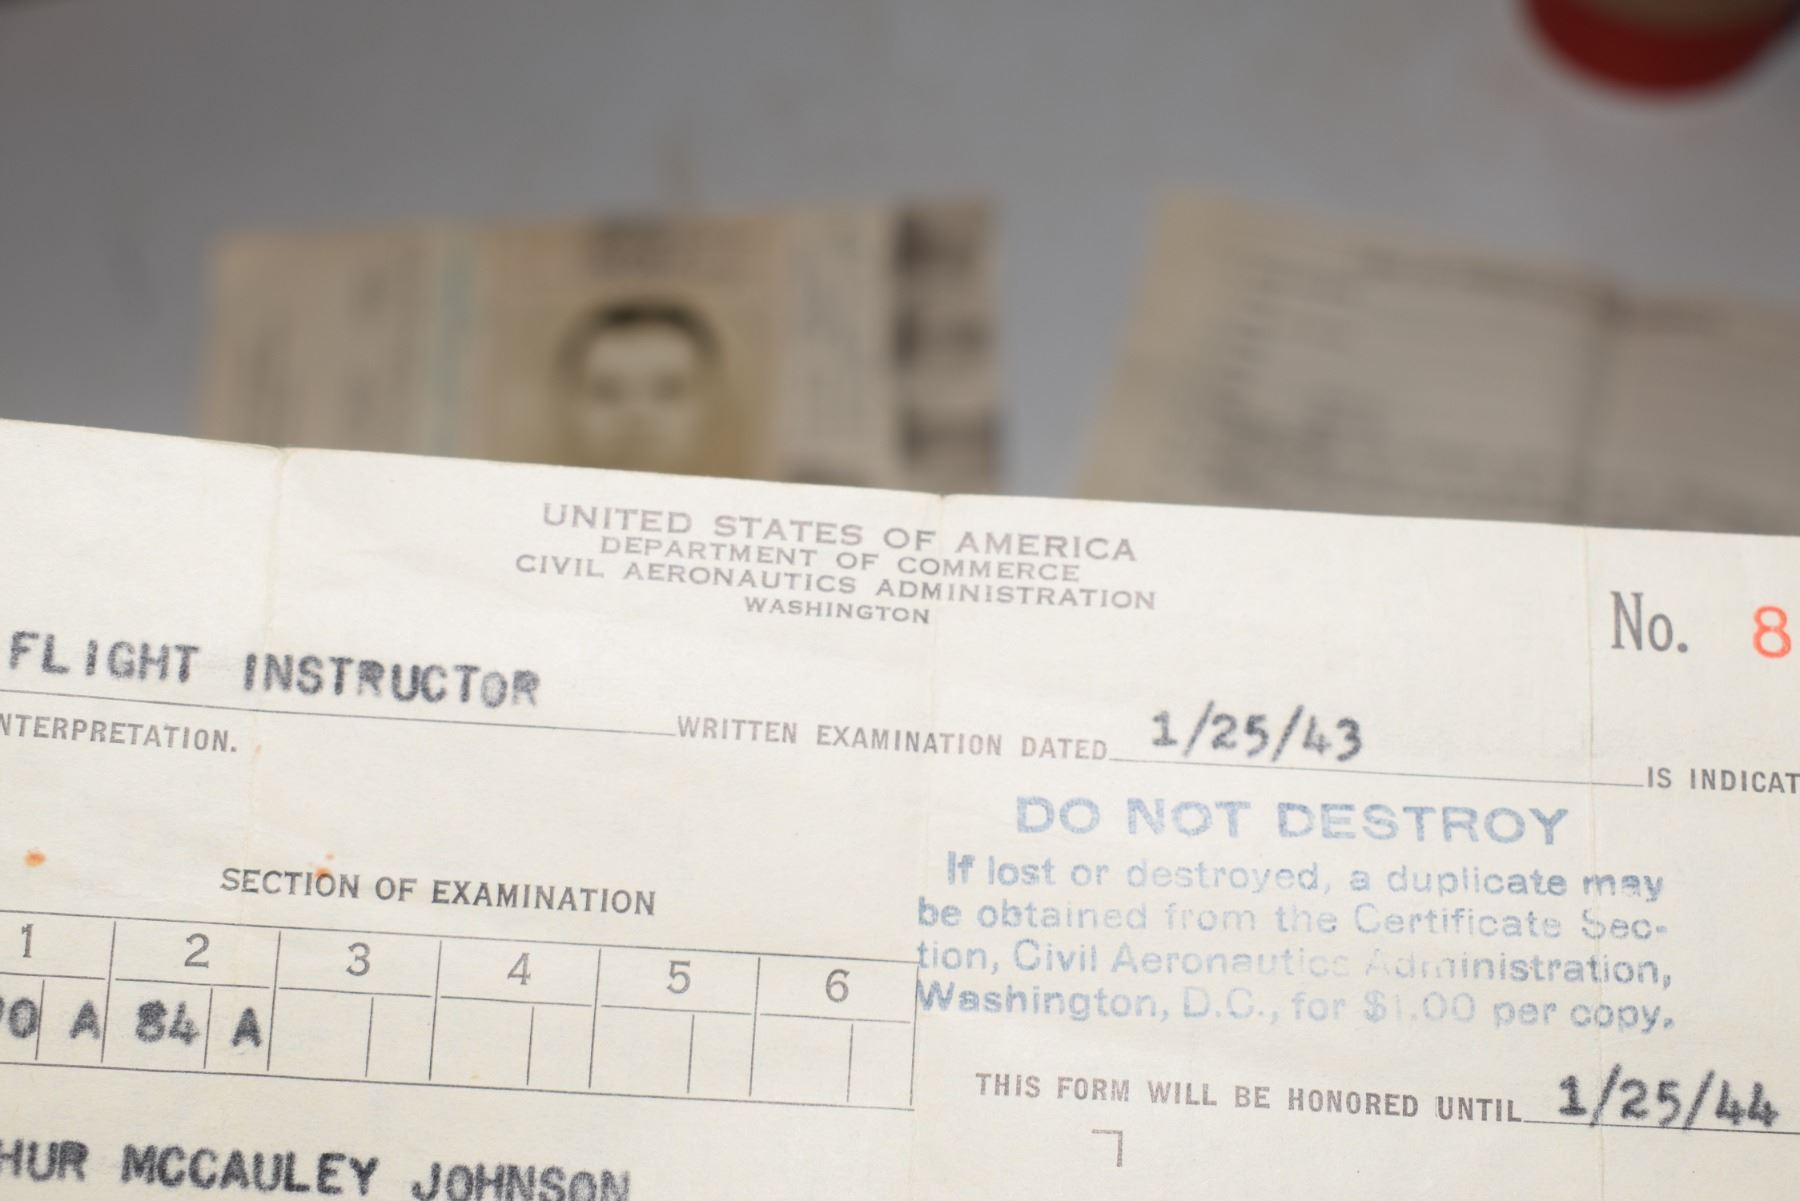 UNITED STATES OF AMERICA
DEPARTMENT OF COMMERCE
CIVIL AERONAUTICS ADMINISTRATION
WASHINGTON
No. 8
FLIGHT INSTRUCTOR WRITTEN EXAMINATION DATED 1/25/43 IS INDICAT
NTERPRETATION.
DO NOT DESTROY
If lost or destroyed, a duplicate may
be obtained from the Certificate Sec-
tion, Civil Aeronautics Administration,
Washington, D.C., for $1.00 per copy.
SECTION OF EXAMINATION
1 2 3 4 5 6
0 A 84 A
THIS FORM WILL BE HONORED UNTIL 1/25/44
HUR MCCAULEY JOHNSON